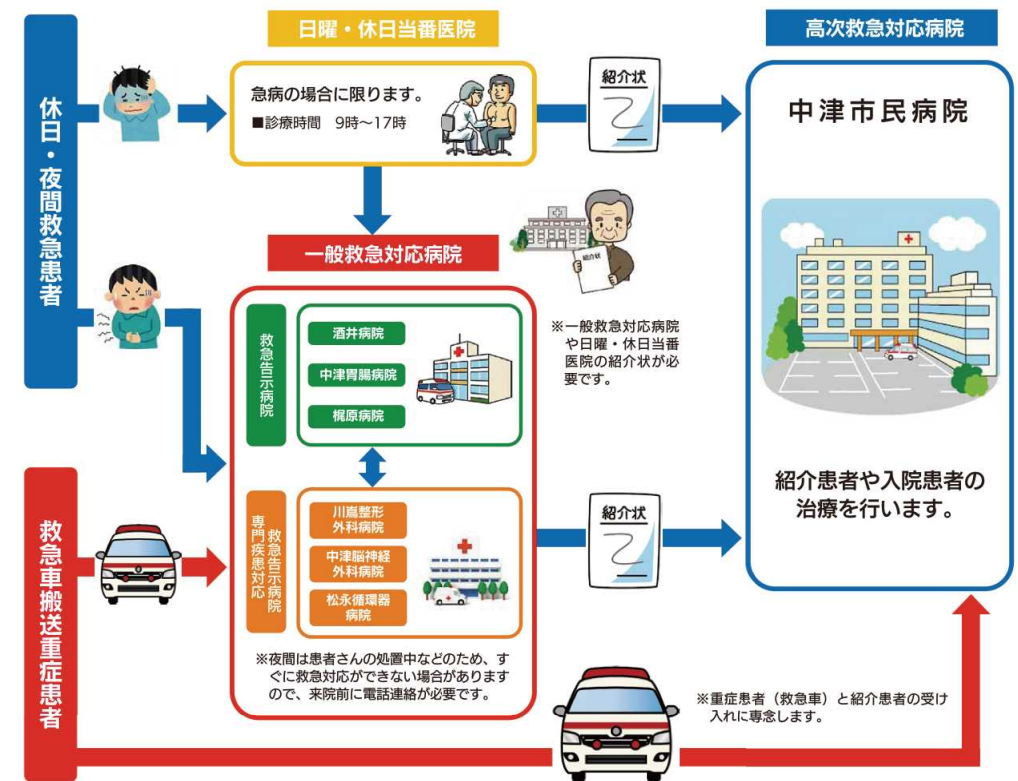 休日・夜間救急患者
日曜・休日当番医院
急病の場合に限ります。
■診療時間　9時〜17時
紹介状
高次救急対応病院
中津市民病院
紹介患者や入院患者の
治療を行います。
紹介状
※一般救急対応病院
や日曜・休日当番
医院の紹介状が必
要です。
一般救急対応病院
救急告示病院
酒井病院
中津胃腸病院
梶原病院
救急告示病院
専門疾患対応
川嶌整形
外科病院
中津脳神経
外科病院
松永循環器
病院
※夜間は患者さんの処置中などのため、す
ぐに救急対応ができない場合があります
ので、来院前に電話連絡が必要です。
紹介状
救急車搬送重症患者
※重症患者（救急車）と紹介患者の受け
入れに専念します。